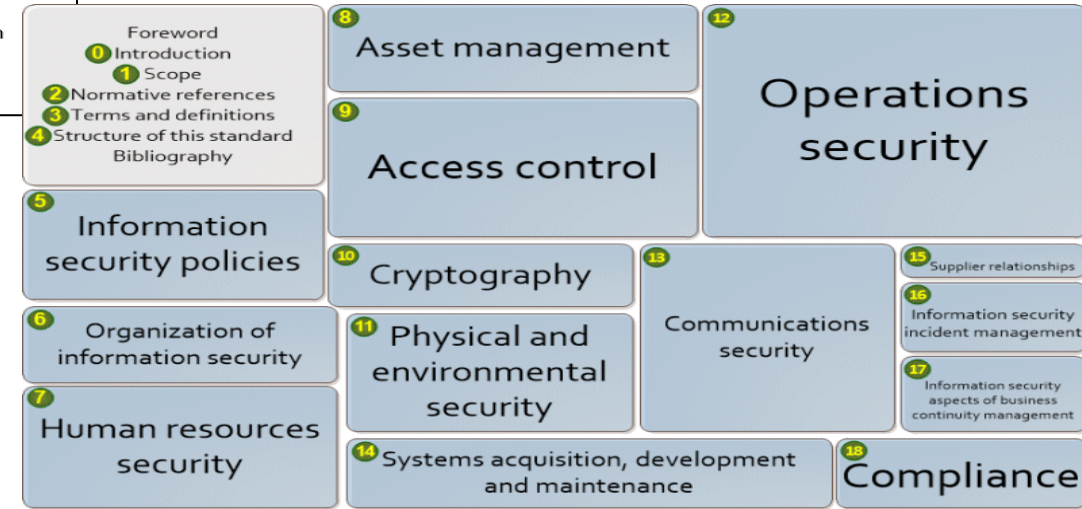 Foreword
0 Introduction
1 Scope
2 Normative references
3 Terms and definitions
4 Structure of this standard
Bibliography
5
Information
security policies
6
Organization of
information security
7
Human resources
security
8
Asset management
9
Access control
10
Cryptography
11
Physical and
environmental
security
12
Operations
security
13
Communications
security
14
Systems acquisition, development
and maintenance
15
Supplier relationships
16
Information security
incident management
17
Information security
aspects of business
continuity management
18
Compliance